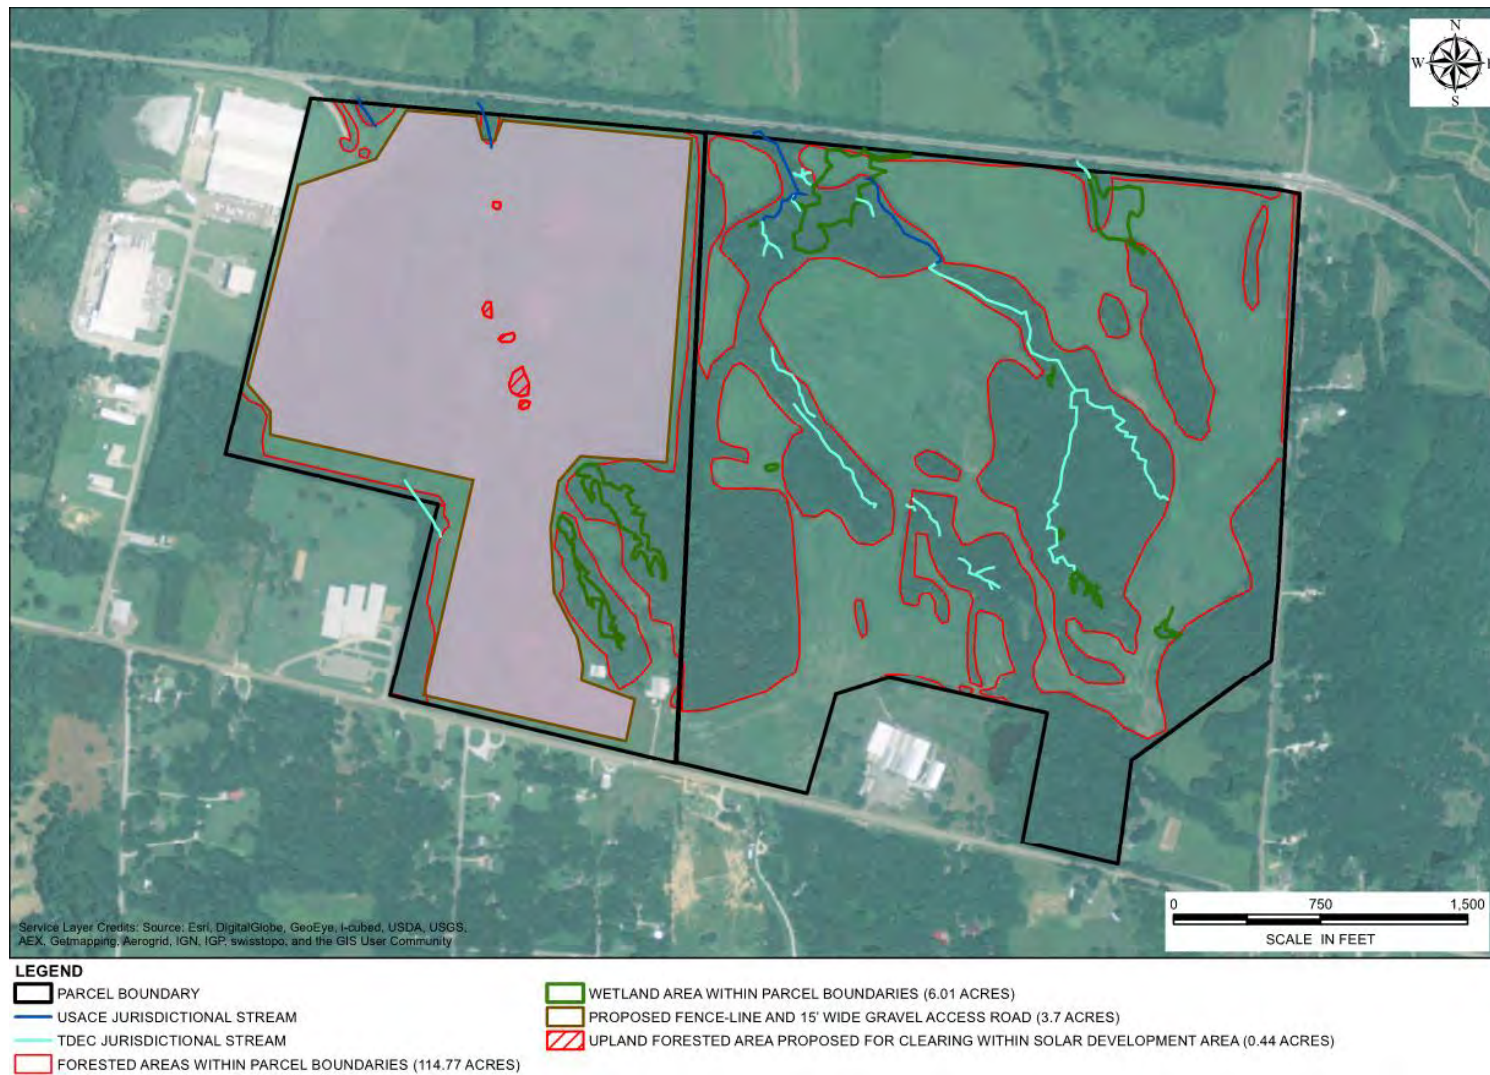 N
W E
S
0 750 1,500
SCALE IN FEET
Service Layer Credits: Source: Esri, DigitalGlobe, GeoEye, i-cubed, USDA, USGS,
AEX, Getmapping, Aerogrid, IGN, IGP, swisstopo, and the GIS User Community
LEGEND
PARCEL BOUNDARY
USACE JURISDICTIONAL STREAM
TDEC JURISDICTIONAL STREAM
FORESTED AREAS WITHIN PARCEL BOUNDARIES (114.77 ACRES)
WETLAND AREA WITHIN PARCEL BOUNDARIES (6.01 ACRES)
PROPOSED FENCE-LINE AND 15' WIDE GRAVEL ACCESS ROAD (3.7 ACRES)
UPLAND FORESTED AREA PROPOSED FOR CLEARING WITHIN SOLAR DEVELOPMENT AREA (0.44 ACRES)